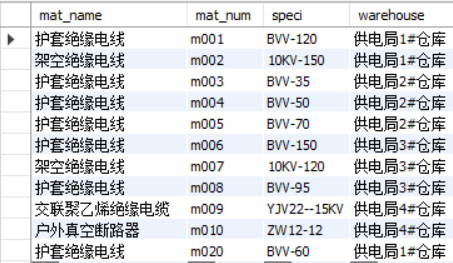 mat_name mat_num speci warehouse
护套绝缘电线 m001 BVV-120 供电局1#仓库
架空绝缘电线 m002 10KV-150 供电局1#仓库
护套绝缘电线 m003 BVV-35 供电局2#仓库
护套绝缘电线 m004 BVV-50 供电局2#仓库
护套绝缘电线 m005 BVV-70 供电局2#仓库
护套绝缘电线 m006 BVV-150 供电局3#仓库
架空绝缘电线 m007 10KV-120 供电局3#仓库
护套绝缘电线 m008 BVV-95 供电局3#仓库
交联聚乙烯绝缘电缆 m009 YJV22--15KV 供电局4#仓库
户外真空断路器 m010 ZW12-12 供电局4#仓库
护套绝缘电线 m020 BVV-60 供电局1#仓库